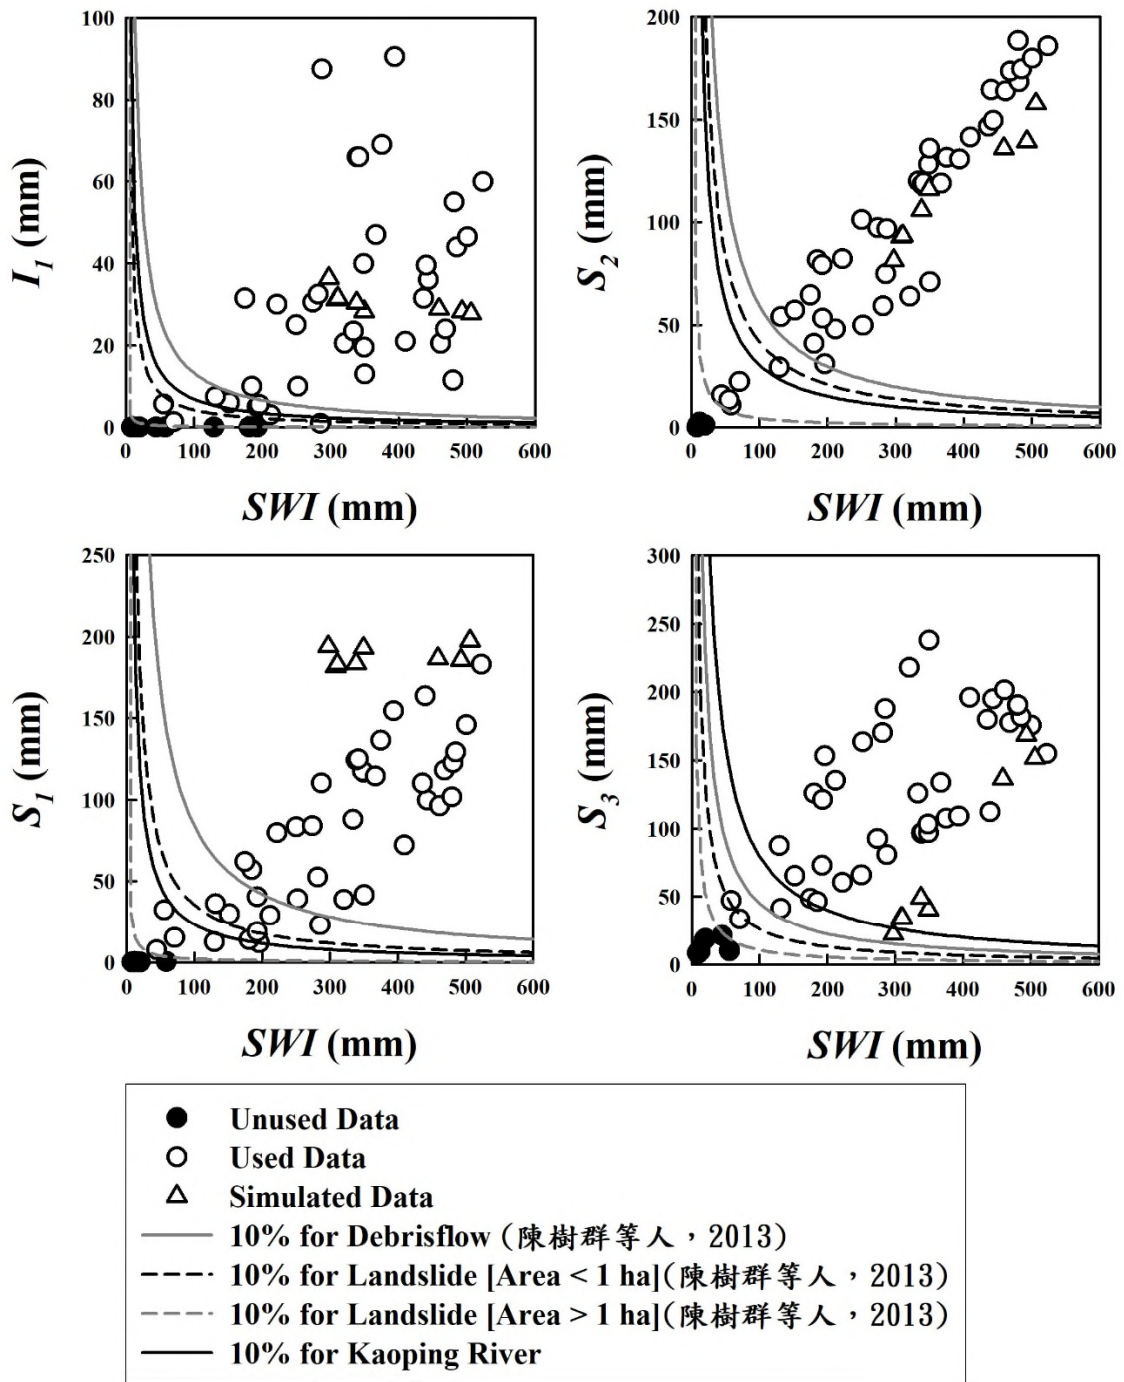 100
80
60
40
20
0
I1 (mm)
0 100 200 300 400 500 600
SWI (mm)
200
150
100
50
0
S2 (mm)
0 100 200 300 400 500 600
SWI (mm)
250
200
150
100
50
0
S1 (mm)
0 100 200 300 400 500 600
SWI (mm)
300
250
200
150
100
50
0
S3 (mm)
0 100 200 300 400 500 600
SWI (mm)
Unused Data
Used Data
Simulated Data
10% for Debrisflow (陳樹群等人,2013)
10% for Landslide [Area < 1 ha](陳樹群等人,2013)
10% for Landslide [Area > 1 ha](陳樹群等人,2013)
10% for Kaoping River